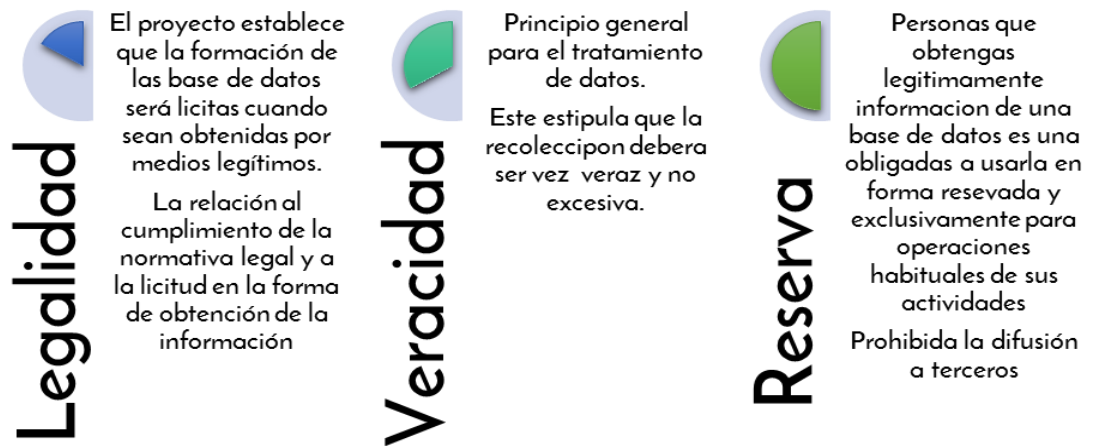 Legalidad
El proyecto establece
que la formación de
las base de datos
será licitas cuando
sean obtenidas por
medios legítimos.
La relación al
cumplimiento de la
normativa legal y a
la licitud en la forma
de obtención de la
información
Veracidad
Principio general
para el tratamiento
de datos.
Este estipula que la
recoleccipon debera
ser vez veraz y no
excesiva.
Reserva
Personas que
obtengas
legitimamente
informacion de una
base de datos es una
obligadas a usarla en
forma resevada y
exclusivamente para
operaciones
habituales de sus
actividades
Prohibida la difusión
a terceros